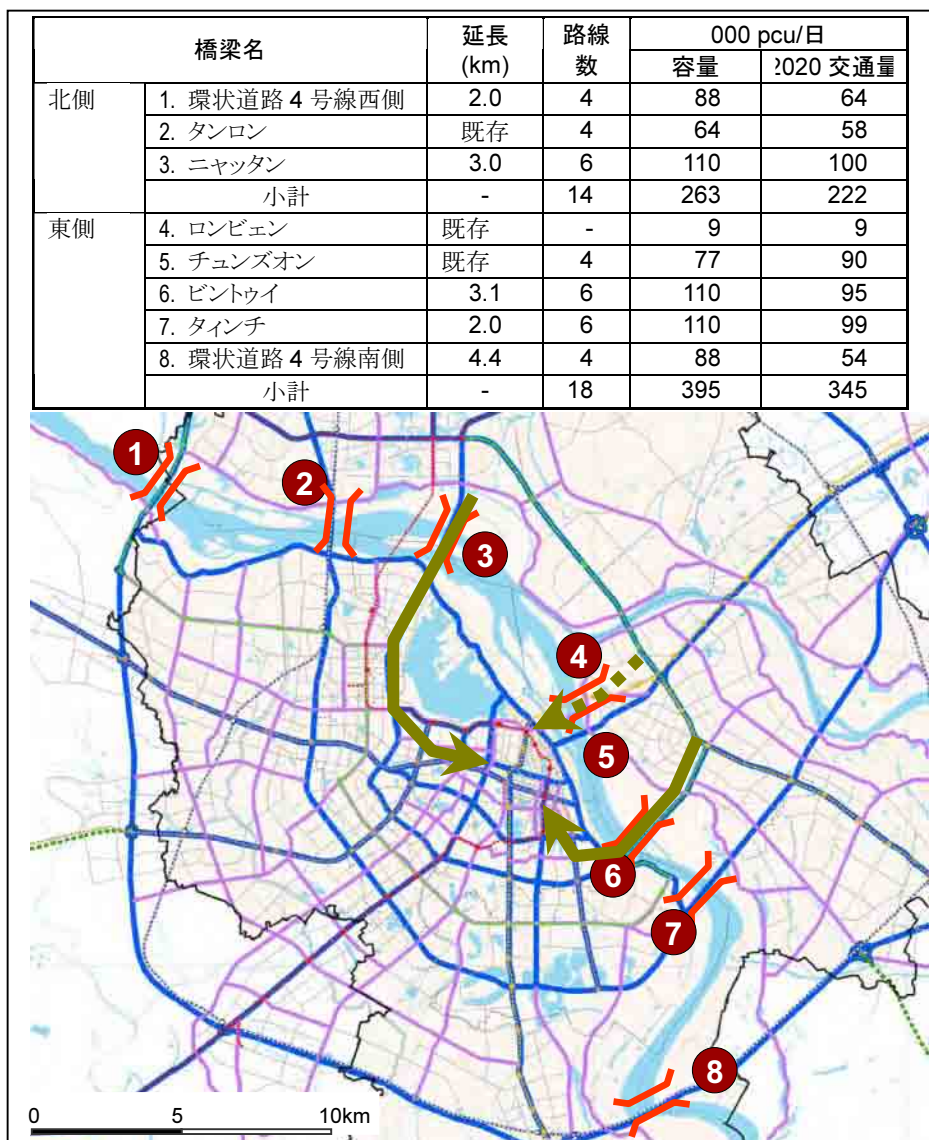 橋梁名 延長 (km) 路線数 000 pcu/日
容量 2020 交通量
北側 1. 環状道路 4 号線西側 2.0 4 88 64
2. タンロン 既存 4 64 58
3. ニャッタン 3.0 6 110 100
小計 - 14 263 222
東側 4. ロンビェン 既存 - 9 9
5. チュンズオン 既存 4 77 90
6. ビントゥイ 3.1 6 110 95
7. タィンチ 2.0 6 110 99
8. 環状道路 4 号線南側 4.4 4 88 54
小計 - 18 395 345
1
2
3
4
5
6
7
8
0 5 10km